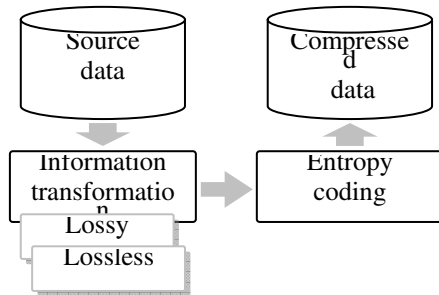 Source
data
Compresse
d
data
Information
transformatio
n
Entropy
coding
Lossy
Lossless